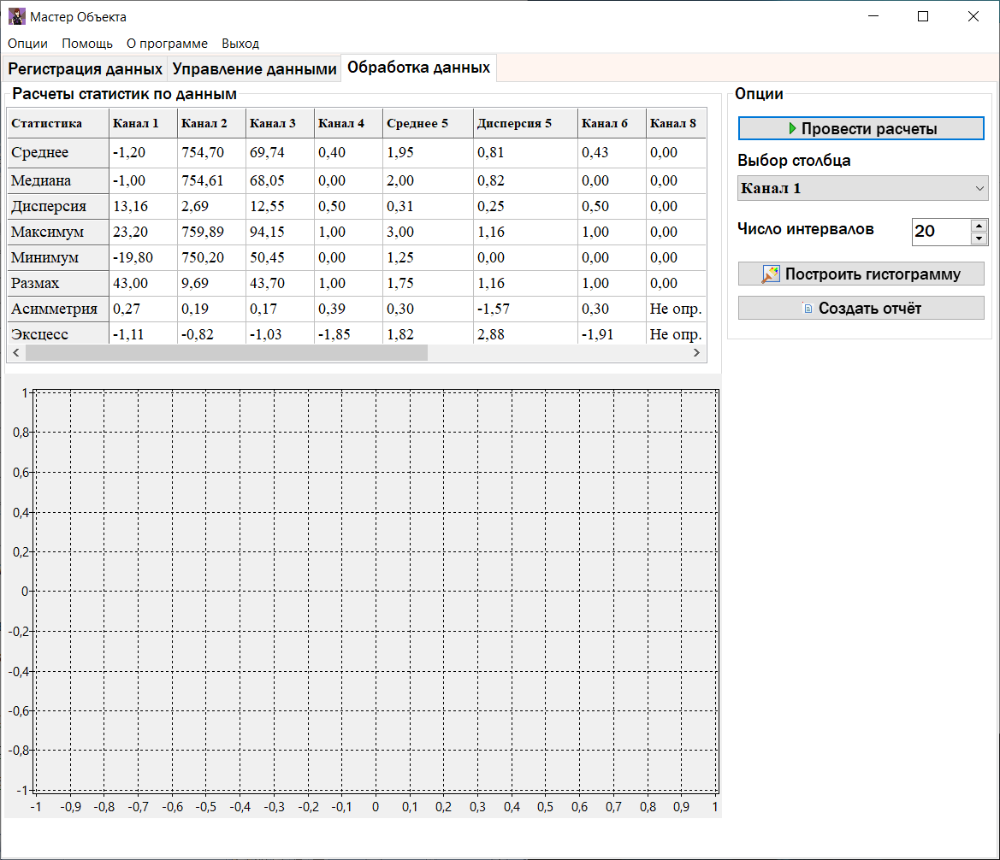 Мастер Объекта
Опции Помощь О программе Выход
Регистрация данных Управление данными Обработка данных
Расчеты статистик по данным
Статистика Канал 1 Канал 2 Канал 3 Канал 4 Среднее 5 Дисперсия 5 Канал 6 Канал 8
Среднее -1,20 754,70 69,74 0,40 1,95 0,81 0,43 0,00
Медиана -1,00 754,61 68,05 0,00 2,00 0,82 0,00 0,00
Дисперсия 13,16 2,69 12,55 0,50 0,31 0,25 0,50 0,00
Максимум 23,20 759,89 94,15 1,00 3,00 1,16 1,00 0,00
Минимум -19,80 750,20 50,45 0,00 1,25 0,00 0,00 0,00
Размах 43,00 9,69 43,70 1,00 1,75 1,16 1,00 0,00
Асимметрия 0,27 0,19 0,17 0,39 0,30 -1,57 0,30 Не опр.
Эксцесс -1,11 -0,82 -1,03 -1,85 1,82 2,88 -1,91 Не опр.
Опции
Провести расчеты
Выбор столбца
Канал 1
Число интервалов 20
Построить гистограмму
Создать отчёт
1
0,8
0,6
0,4
0,2
0
-0,2
-0,4
-0,6
-0,8
-1
-1 -0,9 -0,8 -0,7 -0,6 -0,5 -0,4 -0,3 -0,2 -0,1 0 0,1 0,2 0,3 0,4 0,5 0,6 0,7 0,8 0,9 1